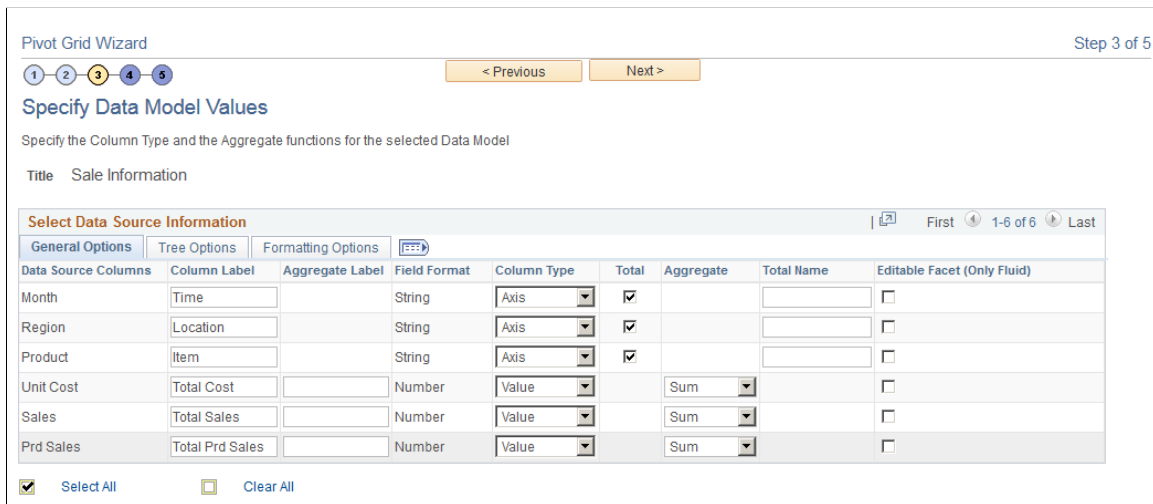 Pivot Grid Wizard Step 3 of 5
1 2 3 4 5 < Previous Next >
Specify Data Model Values
Specify the Column Type and the Aggregate functions for the selected Data Model
Title Sale Information
Select Data Source Information | First 1-6 of 6 Last
General Options Tree Options Formatting Options
Data Source Columns Column Label Aggregate Label Field Format Column Type Total Aggregate Total Name Editable Facet (Only Fluid)
Month Time String Axis
Region Location String Axis
Product Item String Axis
Unit Cost Total Cost Number Value Sum
Sales Total Sales Number Value Sum
Prd Sales Total Prd Sales Number Value Sum
Select All Clear All